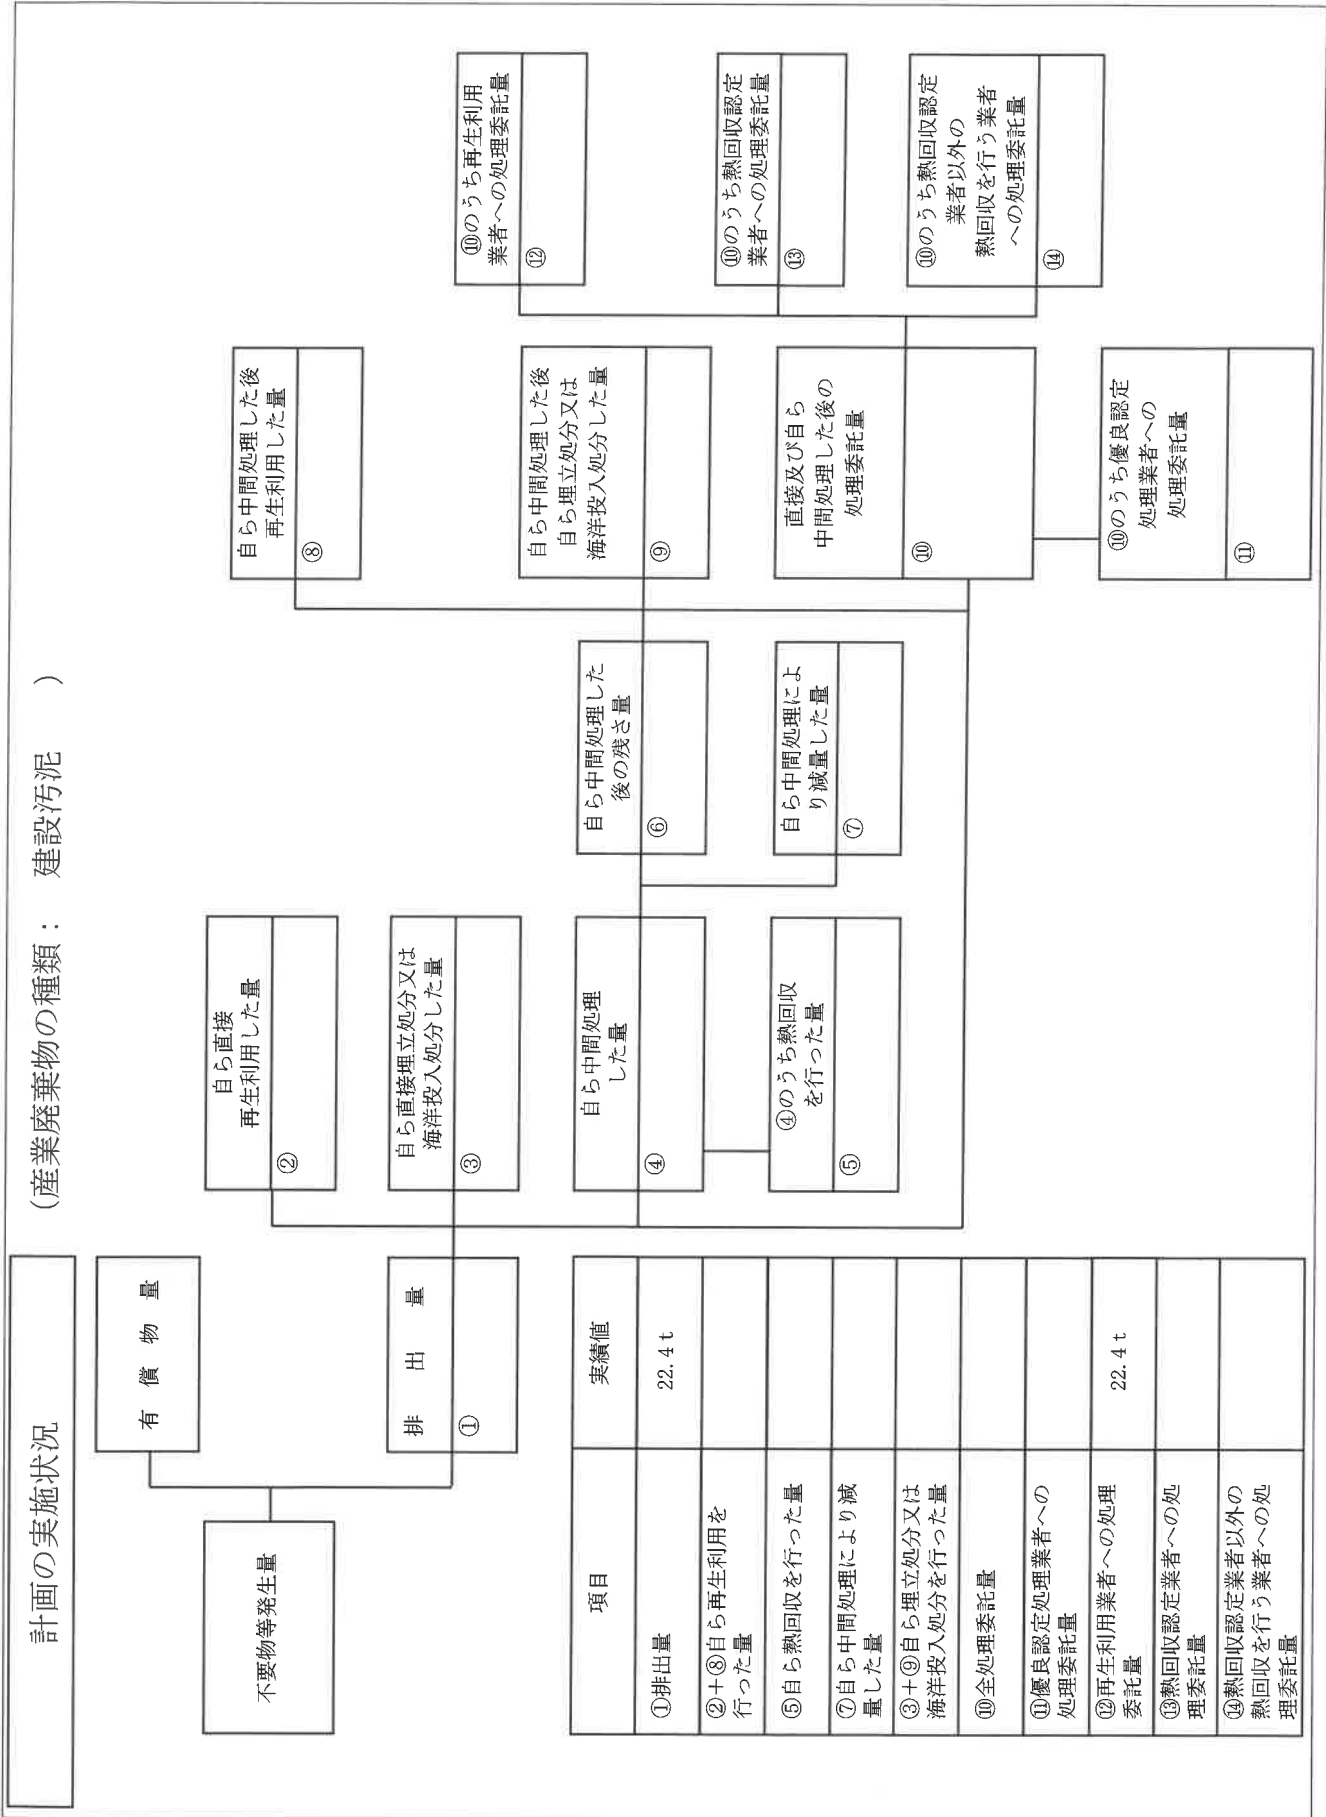 計画の実施状況
(産業廃棄物の種類： 建設汚泥 )
不要物等発生量
有 償 物 量
排 出 量
①
自ら直接
再生利用した量
②
自ら直接埋立処分又は
海洋投入処分した量
③
自ら中間処理
した量
④
④のうち熱回収
を行った量
⑤
自ら中間処理した
後の残さ量
⑥
自ら中間処理によ
り減量した量
⑦
自ら中間処理した後
再生利用した量
⑧
自ら中間処理した後
自ら埋立処分又は
海洋投入処分した量
⑨
直接及び自ら
中間処理した後の
処理委託量
⑩
⑩のうち優良認定
処理業者への
処理委託量
⑪
⑩のうち再生利用
業者への処理委託量
⑫
⑩のうち熱回収認定
業者への処理委託量
⑬
⑩のうち熱回収認定
業者以外の
熱回収を行う業者
への処理委託量
⑭
項目 実績値
①排出量 22.4ｔ
②+⑧自ら再生利用を
行った量
⑤自ら熱回収を行った量
⑦自ら中間処理により減
量した量
③+⑨自ら埋立処分又は
海洋投入処分を行った量
⑩全処理委託量
⑪優良認定処理業者への
処理委託量
⑫再生利用業者への処理
委託量 22.4ｔ
⑬熱回収認定業者への処
理委託量
⑭熱回収認定業者以外の
熱回収を行う業者への処
理委託量